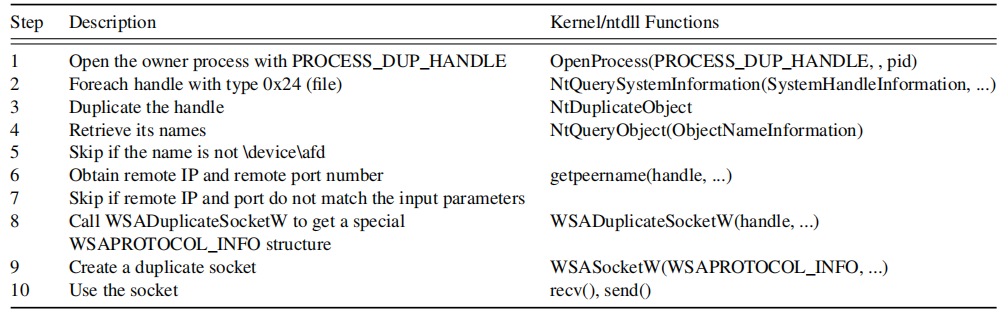 Step Description Kernel/ntdll Functions
1 Open the owner process with PROCESS_DUP_HANDLE OpenProcess(PROCESS_DUP_HANDLE, , pid)
2 Foreach handle with type 0x24 (file) NtQuerySystemInformation(SystemHandleInformation, ...)
3 Duplicate the handle NtDuplicateObject
4 Retrieve its names NtQueryObject(ObjectNameInformation)
5 Skip if the name is not \device\afd
6 Obtain remote IP and remote port number getpeername(handle, ...)
7 Skip if remote IP and port do not match the input parameters
8 Call WSADuplicateSocketW to get a special WSADuplicateSocketW(handle, ...)
WSAPROTOCOL_INFO structure
9 Create a duplicate socket WSASocketW(WSAPROTOCOL_INFO, ...)
10 Use the socket recv(), send()